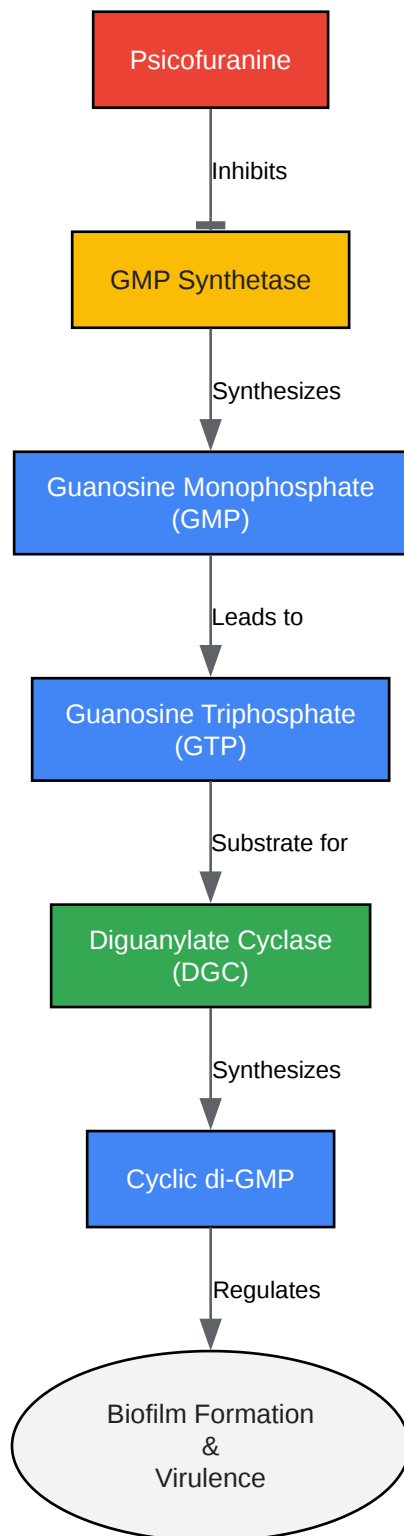 Psicofuranine
Inhibits
GMP Synthetase
Synthesizes
Guanosine Monophosphate
(GMP)
Leads to
Guanosine Triphosphate
(GTP)
Substrate for
Diguanylate Cyclase
(DGC)
Synthesizes
Cyclic di-GMP
Regulates
Biofilm Formation
&
Virulence